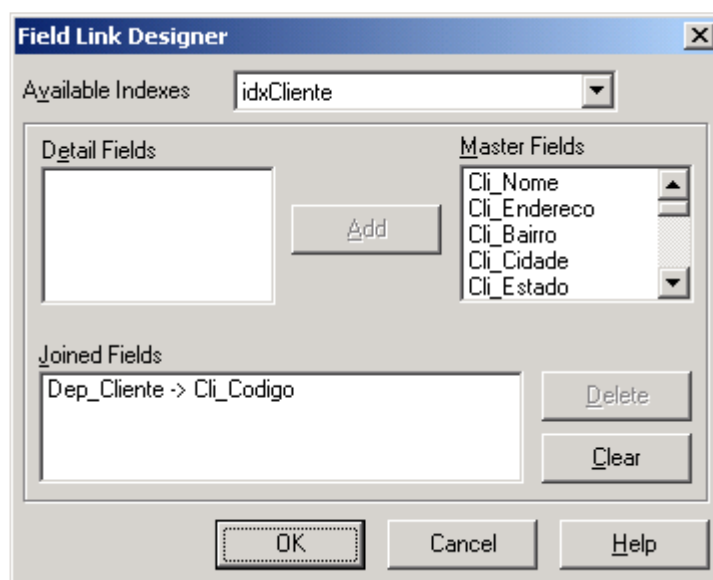 Field Link Designer
Available Indexes idxCliente
Detail Fields
Master Fields
Cli_Nome
Cli_Endereco
Cli_Bairro
Cli_Cidade
Cli_Estado
Add
Joined Fields
Dep_Cliente -> Cli_Codigo
Delete
Clear
OK Cancel Help